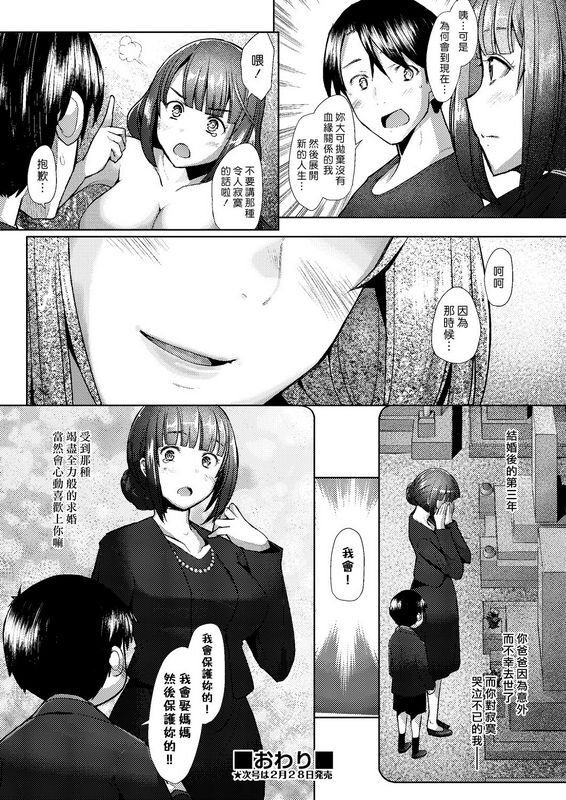 咦…可是
為何會到現在…
妳大可拋棄沒有
血緣關係的我
然後展開
新的人生…
喂！
不要講那種
令人寂寞
的話啦！
抱歉…
呵呵
因為
那時候…
結婚後的第三年
你爸爸因為意外
而不幸去世了
而你對寂寞
哭泣不已的我——
我會！
我會保護妳的！
我會娶媽媽
然後保護妳的!!
受到那種
竭盡全力般的求婚
當然會心動喜歡上你嘛
■おわり■
★次号は2月28日発売